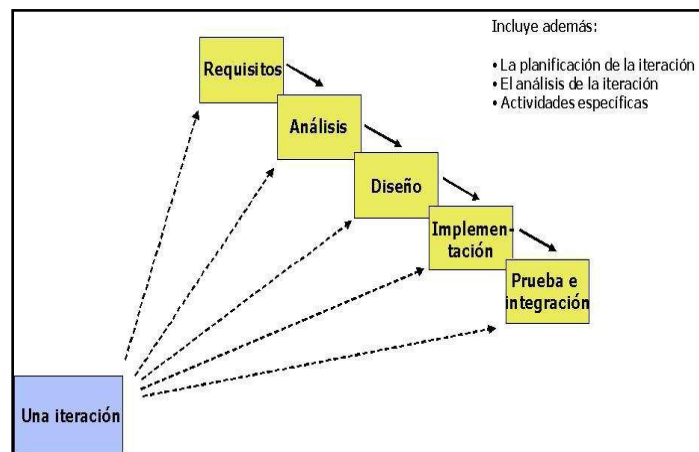 Incluye además:
• La planificación de la iteración
• El análisis de la iteración
• Actividades específicas
Requisitos
Análisis
Diseño
Implemen-
tación
Prueba e
integración
Una iteración